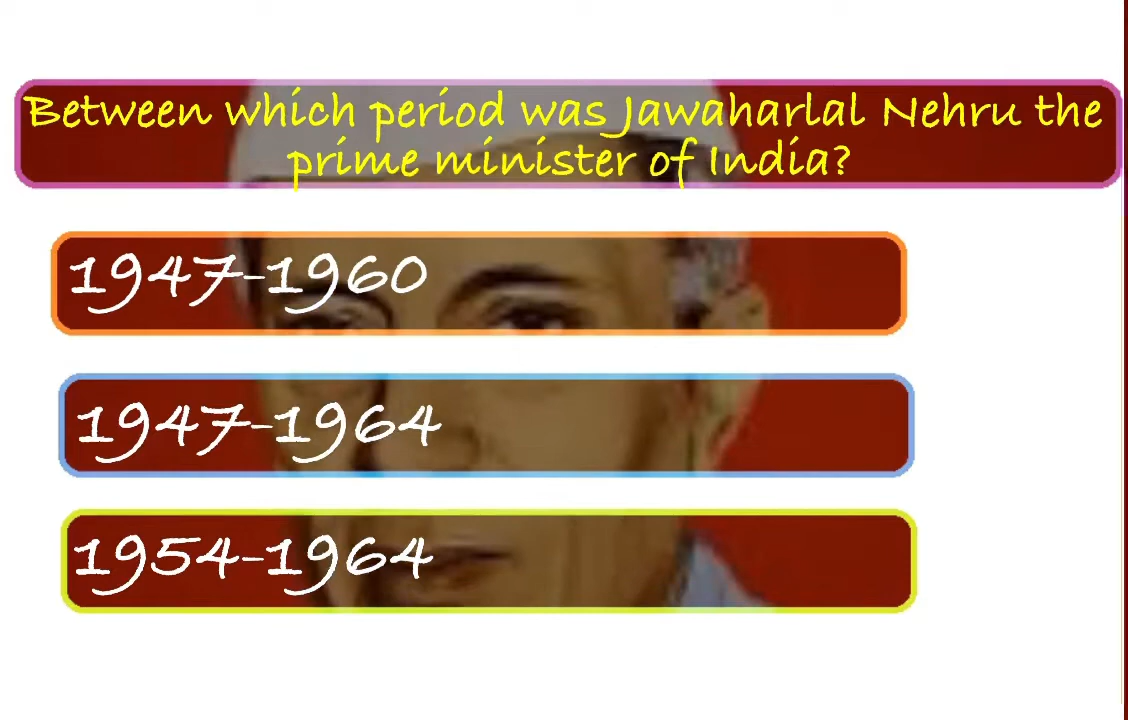 Between which period was Jawaharlal Nehru the
prime minister of India?
1947-1960
1947-1964
1954-1964